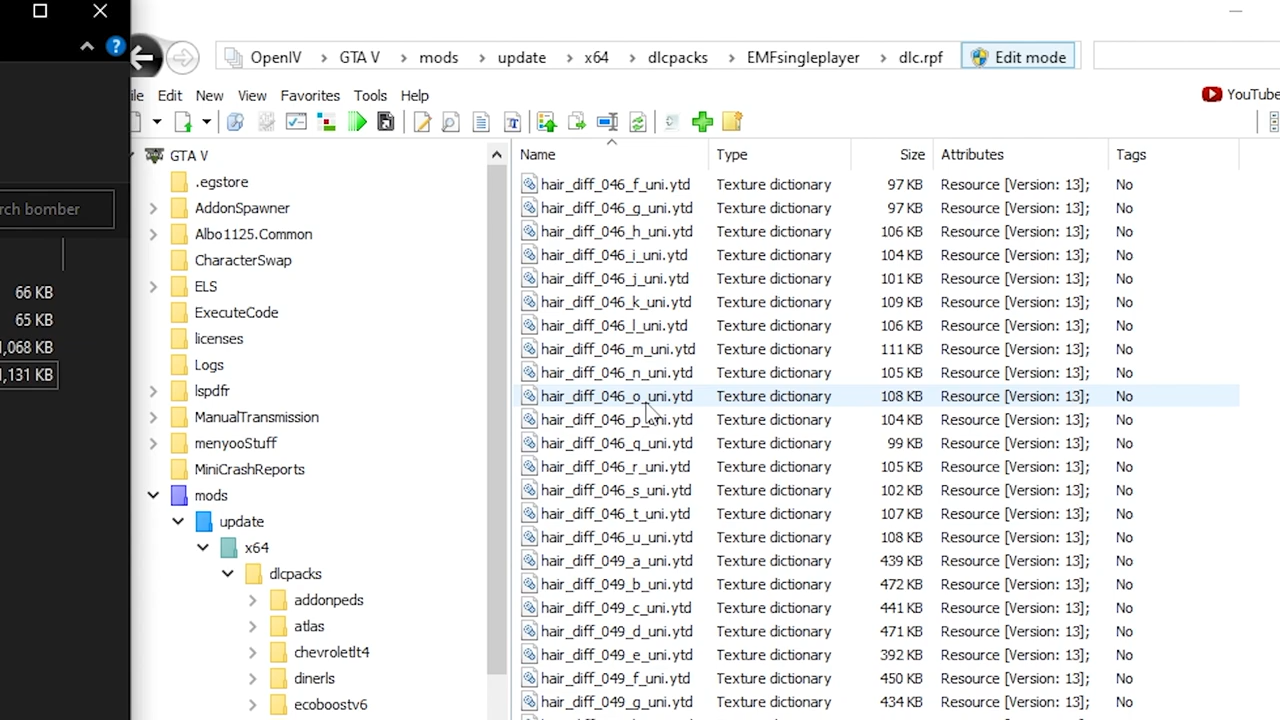 OpenIV GTA V mods update x64 dlcpacks EMFsingleplayer dlc.rpf Edit mode
Edit New View Favorites Tools Help
YouTube
GTA V
.egstore
AddonSpawner
Albo1125.Common
CharacterSwap
ELS
ExecuteCode
licenses
Logs
lspdfr
ManualTransmission
menyooStuff
MiniCrashReports
mods
update
x64
dlcpacks
addonpeds
atlas
chevroletlt4
dinerls
ecoboostv6
rch bomber
66 KB
65 KB
,068 KB
,131 KB
Name Type Size Attributes Tags
hair_diff_046_f_uni.ytd Texture dictionary 97 KB Resource [Version: 13]; No
hair_diff_046_g_uni.ytd Texture dictionary 97 KB Resource [Version: 13]; No
hair_diff_046_h_uni.ytd Texture dictionary 106 KB Resource [Version: 13]; No
hair_diff_046_i_uni.ytd Texture dictionary 104 KB Resource [Version: 13]; No
hair_diff_046_j_uni.ytd Texture dictionary 101 KB Resource [Version: 13]; No
hair_diff_046_k_uni.ytd Texture dictionary 109 KB Resource [Version: 13]; No
hair_diff_046_l_uni.ytd Texture dictionary 106 KB Resource [Version: 13]; No
hair_diff_046_m_uni.ytd Texture dictionary 111 KB Resource [Version: 13]; No
hair_diff_046_n_uni.ytd Texture dictionary 105 KB Resource [Version: 13]; No
hair_diff_046_o_uni.ytd Texture dictionary 108 KB Resource [Version: 13]; No
hair_diff_046_p_uni.ytd Texture dictionary 104 KB Resource [Version: 13]; No
hair_diff_046_q_uni.ytd Texture dictionary 99 KB Resource [Version: 13]; No
hair_diff_046_r_uni.ytd Texture dictionary 105 KB Resource [Version: 13]; No
hair_diff_046_s_uni.ytd Texture dictionary 102 KB Resource [Version: 13]; No
hair_diff_046_t_uni.ytd Texture dictionary 107 KB Resource [Version: 13]; No
hair_diff_046_u_uni.ytd Texture dictionary 108 KB Resource [Version: 13]; No
hair_diff_049_a_uni.ytd Texture dictionary 439 KB Resource [Version: 13]; No
hair_diff_049_b_uni.ytd Texture dictionary 472 KB Resource [Version: 13]; No
hair_diff_049_c_uni.ytd Texture dictionary 441 KB Resource [Version: 13]; No
hair_diff_049_d_uni.ytd Texture dictionary 471 KB Resource [Version: 13]; No
hair_diff_049_e_uni.ytd Texture dictionary 392 KB Resource [Version: 13]; No
hair_diff_049_f_uni.ytd Texture dictionary 450 KB Resource [Version: 13]; No
hair_diff_049_g_uni.ytd Texture dictionary 434 KB Resource [Version: 13]; No